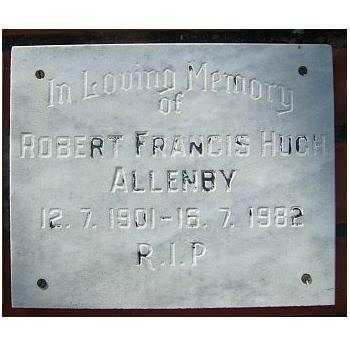 In Loving Memory
of
ROBERT FRANCIS HUGH
ALLENBY
12. 7. 1901-16. 7. 1982
R.I.P